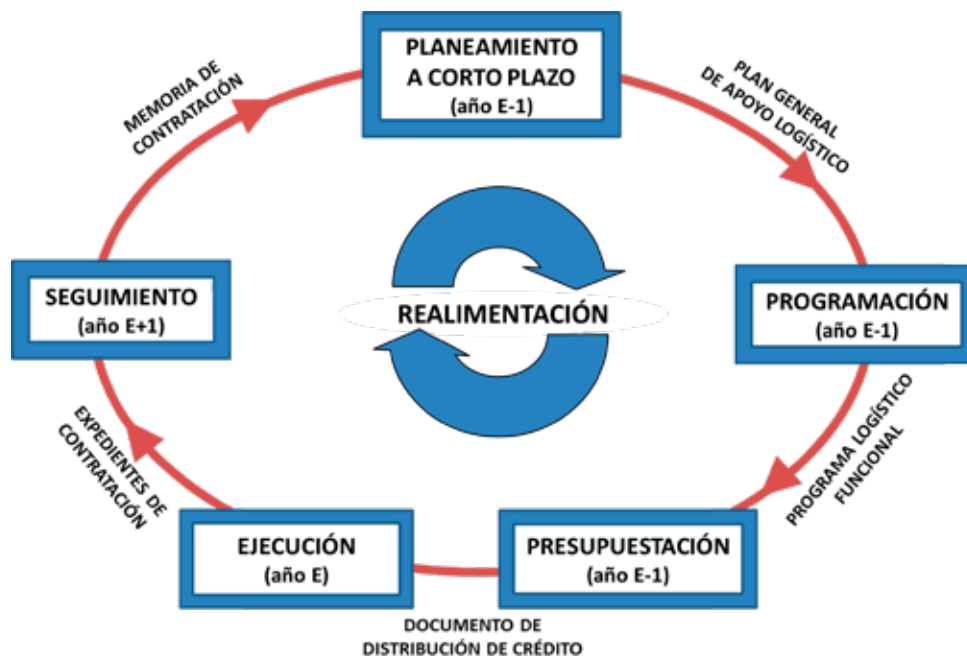 PLANEAMIENTO
A CORTO PLAZO
(año E-1)
PLAN GENERAL
DE APOYO LOGÍSTICO
PROGRAMACIÓN
(año E-1)
PROGRAMA LOGÍSTICO
FUNCIONAL
PRESUPUESTACIÓN
(año E-1)
DOCUMENTO DE
DISTRIBUCIÓN DE CRÉDITO
EJECUCIÓN
(año E)
EXPEDIENTES DE
CONTRATACIÓN
SEGUIMIENTO
(año E+1)
MEMORIA DE
CONTRATACIÓN
REALIMENTACIÓN